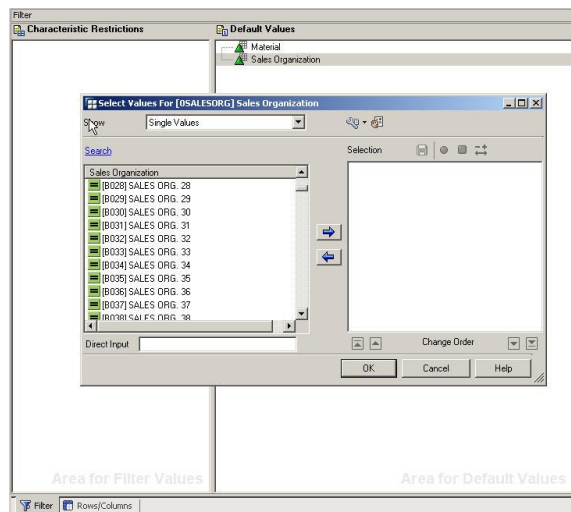 Filter
Characteristic Restrictions
Default Values
Material
Sales Organization
Select Values For [0SALESORG] Sales Organization
Show
Single Values
Search
Selection
Sales Organization
[B028] SALES ORG. 28
[B029] SALES ORG. 29
[B030] SALES ORG. 30
[B031] SALES ORG. 31
[B032] SALES ORG. 32
[B033] SALES ORG. 33
[B034] SALES ORG. 34
[B035] SALES ORG. 35
[B036] SALES ORG. 36
[B037] SALES ORG. 37
[B038] SALES ORG. 38
Direct Input
Change Order
OK
Cancel
Help
Area for Filter Values
Area for Default Values
Filter
Rows/Columns